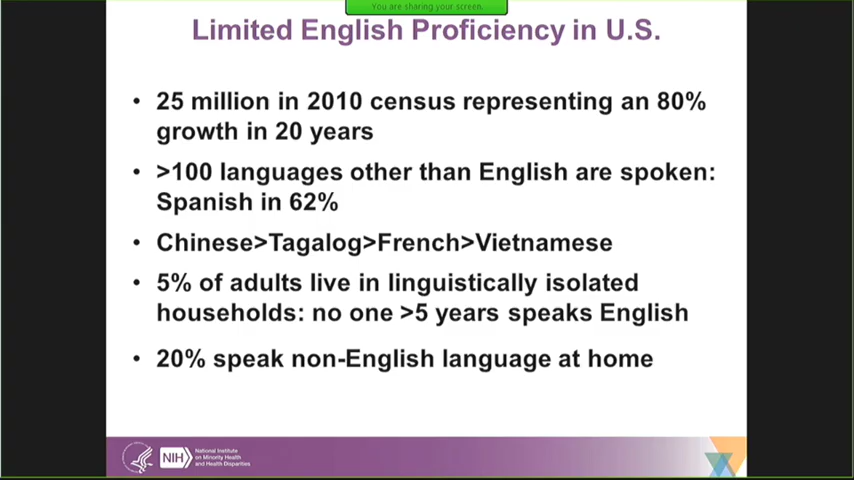 You are sharing your screen.
Limited English Proficiency in U.S.
• 25 million in 2010 census representing an 80%
growth in 20 years
• >100 languages other than English are spoken:
Spanish in 62%
• Chinese>Tagalog>French>Vietnamese
• 5% of adults live in linguistically isolated
households: no one >5 years speaks English
• 20% speak non-English language at home
NIH
National Institute
on Minority Health
and Health Disparities